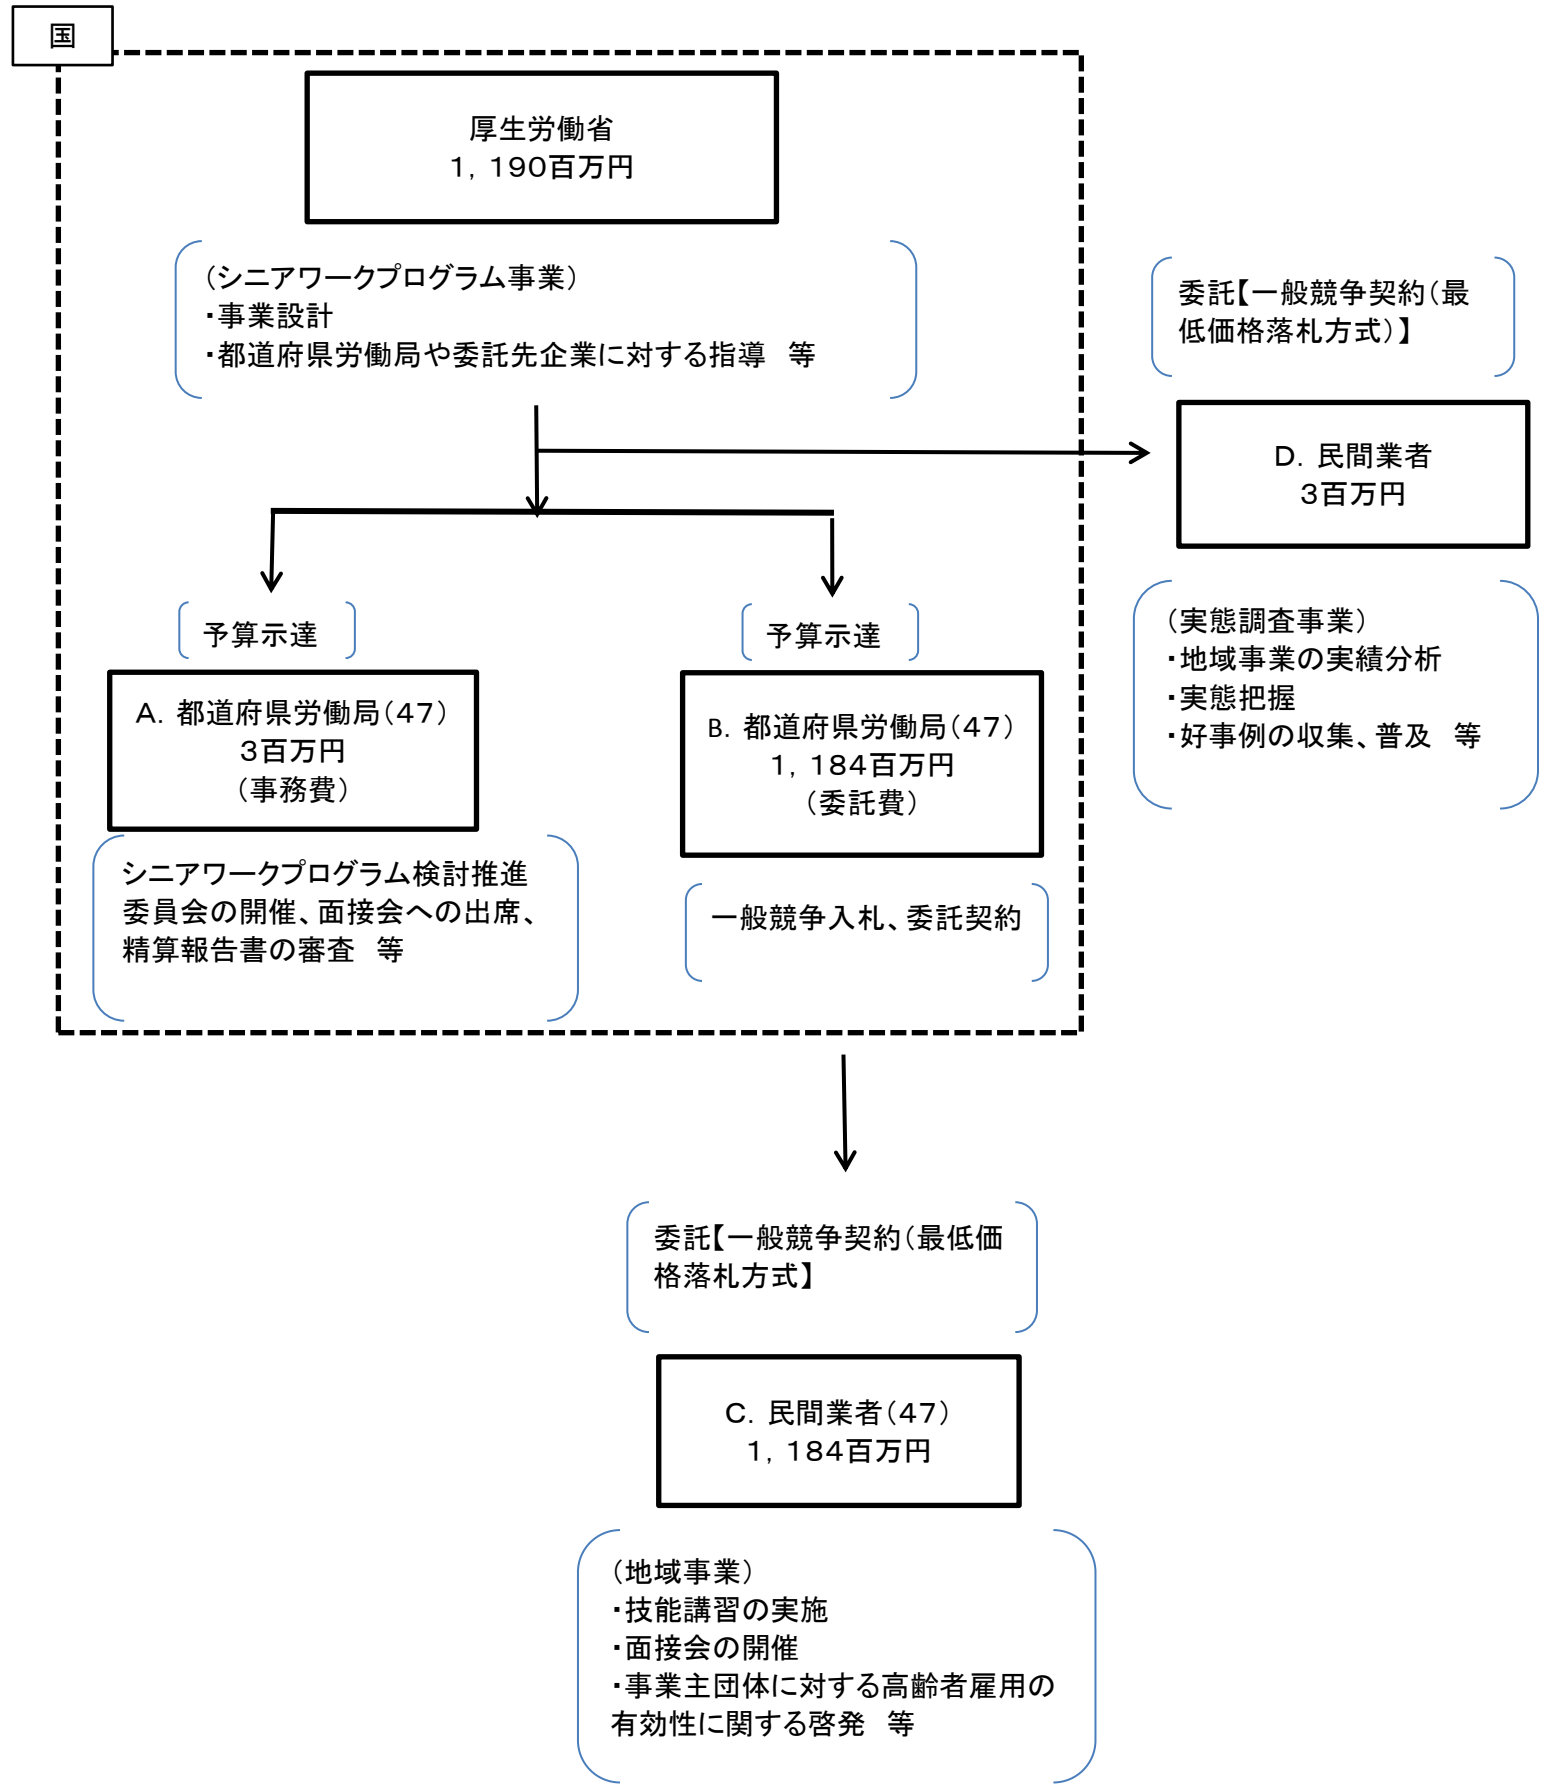 国
厚生労働省
1，190百万円
（シニアワークプログラム事業）
・事業設計
・都道府県労働局や委託先企業に対する指導　等
委託【一般競争契約（最
低価格落札方式）】
D．民間業者
3百万円
（実態調査事業）
・地域事業の実績分析
・実態把握
・好事例の収集、普及　等
予算示達
A．都道府県労働局（47）
3百万円
（事務費）
シニアワークプログラム検討推進
委員会の開催、面接会への出席、
精算報告書の審査　等
予算示達
B．都道府県労働局（47）
1，184百万円
（委託費）
一般競争入札、委託契約
委託【一般競争契約（最低価
格落札方式】
C．民間業者（47）
1，184百万円
（地域事業）
・技能講習の実施
・面接会の開催
・事業主団体に対する高齢者雇用の
有効性に関する啓発　等